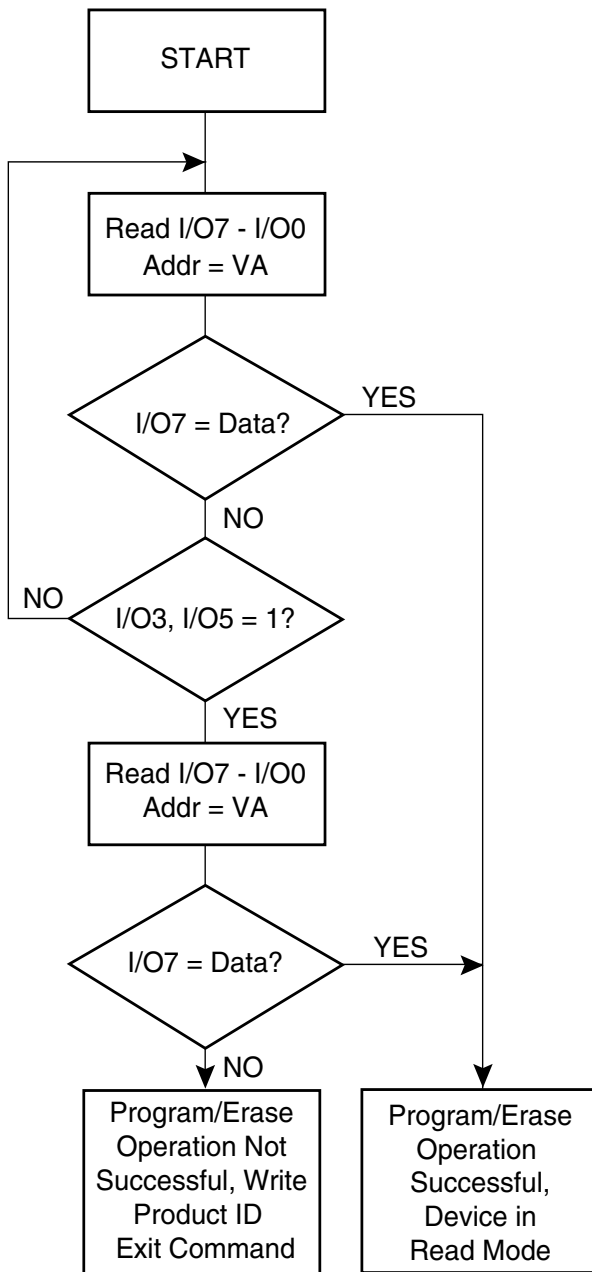 START
Read I/O7 - I/O0
Addr = VA
I/O7 = Data?
YES
NO
I/O3, I/O5 = 1?
NO
YES
Read I/O7 - I/O0
Addr = VA
I/O7 = Data?
YES
NO
Program/Erase
Operation Not
Successful, Write
Product ID
Exit Command
Program/Erase
Operation
Successful,
Device in
Read Mode